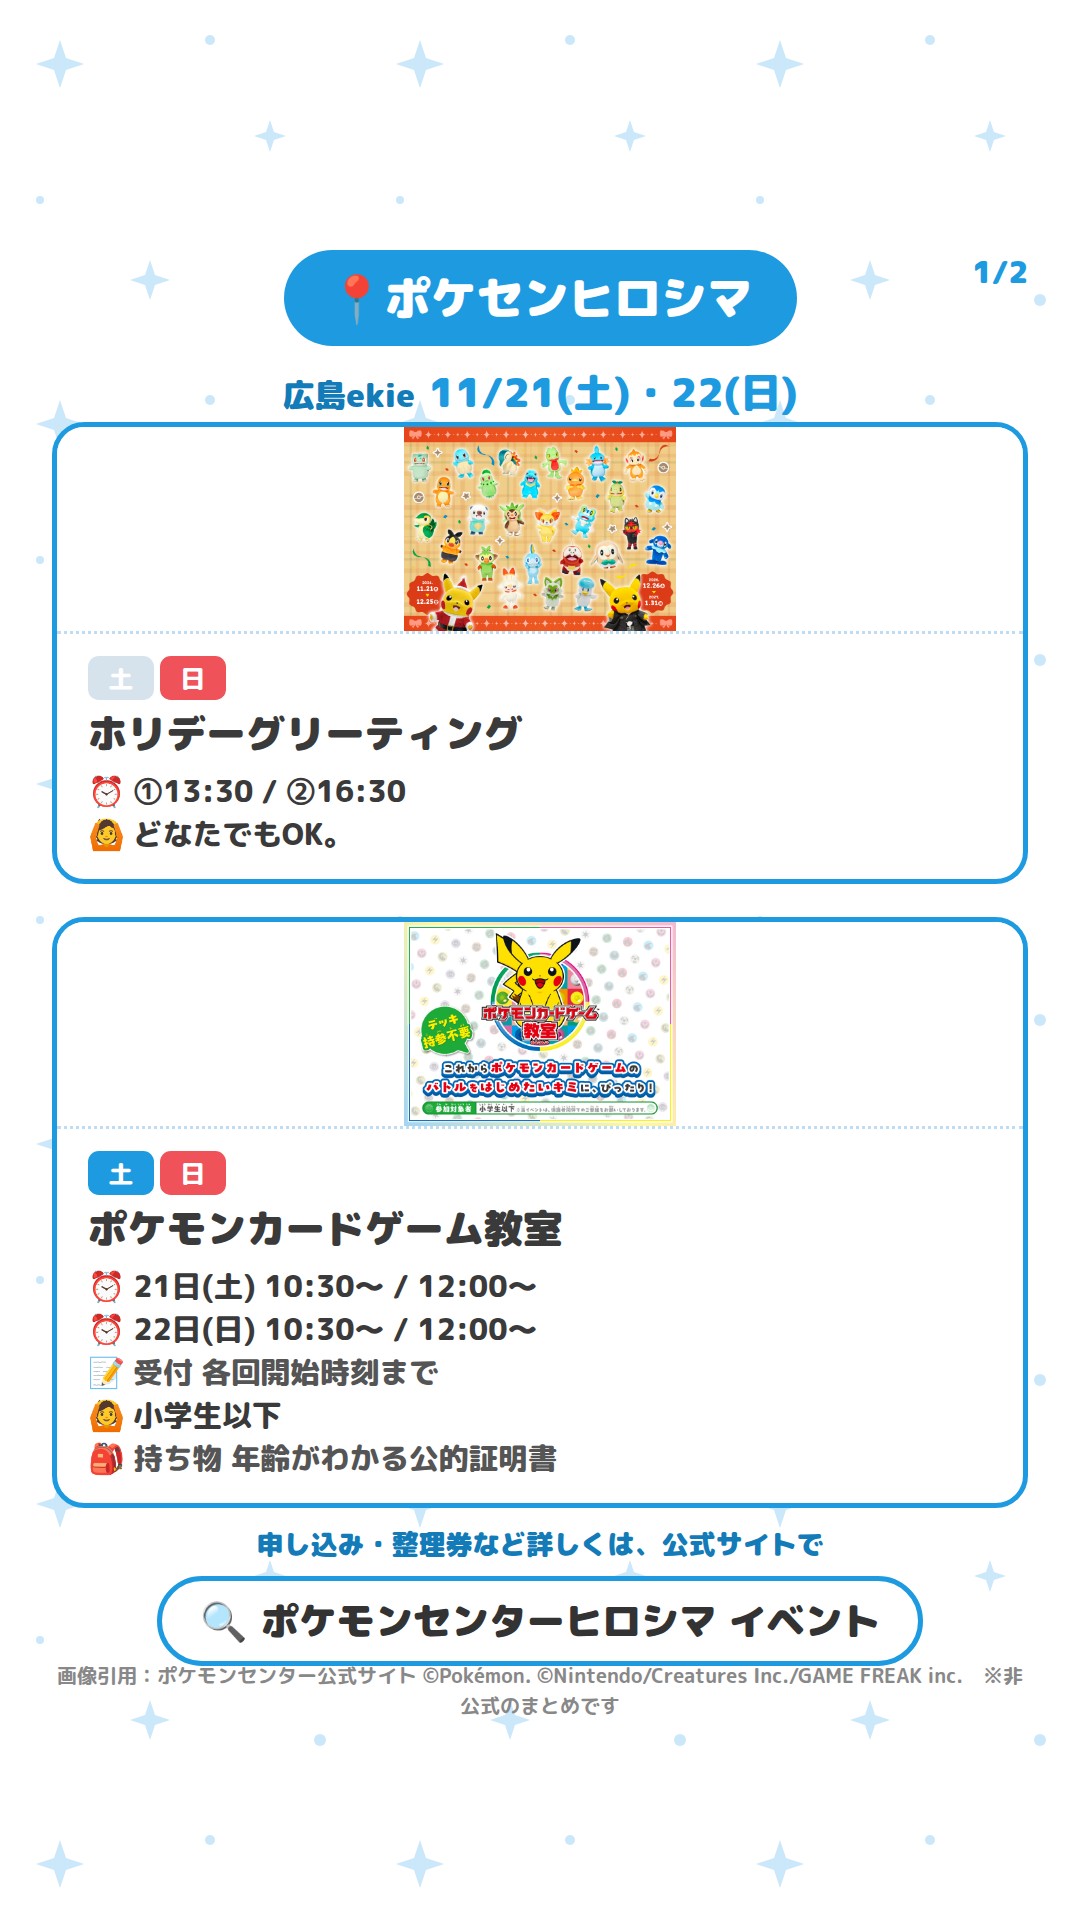 1/2
📍ポケセンヒロシマ
広島ekie 11/21(土)・22(日)
11.21
12.25
12.26
1.31
土 日
ホリデーグリーティング
⏰ ①13:30 / ②16:30
🙆 どなたでもOK。
ポケモンカードゲーム
教室
デッキ
持参不要
これからポケモンカードゲームの
バトルをはじめたいキミに、ぴったり!
参加対象者 小学生以下
土 日
ポケモンカードゲーム教室
⏰ 21日(土) 10:30〜 / 12:00〜
⏰ 22日(日) 10:30〜 / 12:00〜
📝 受付 各回開始時刻まで
🙆 小学生以下
🎒 持ち物 年齢がわかる公的証明書
申し込み・整理券など詳しくは、公式サイトで
🔍 ポケモンセンターヒロシマ イベント
画像引用：ポケモンセンター公式サイト ©Pokémon. ©Nintendo/Creatures Inc./GAME FREAK inc.　※非
公式のまとめです